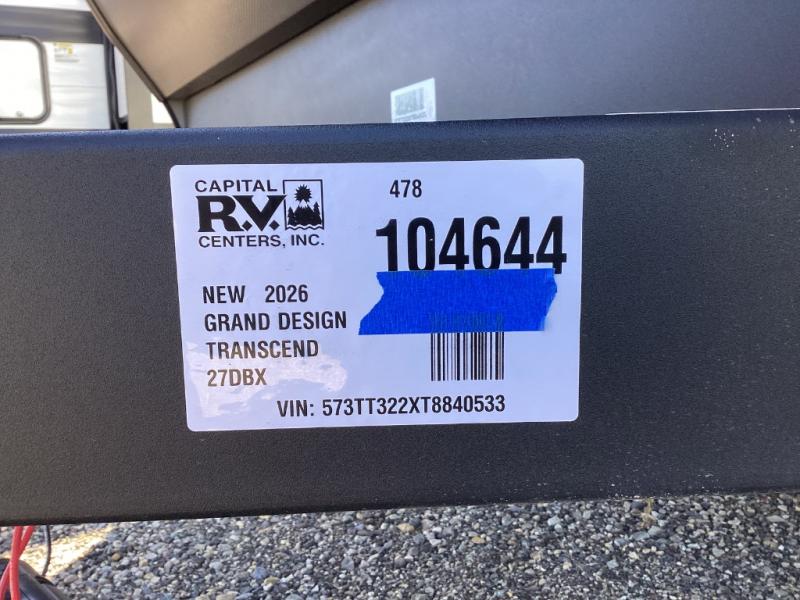 CAPITAL
R.V.
CENTERS, INC.
478
104644
NEW 2026
GRAND DESIGN
TRANSCEND
27DBX
VIN: 573TT322XT8840533